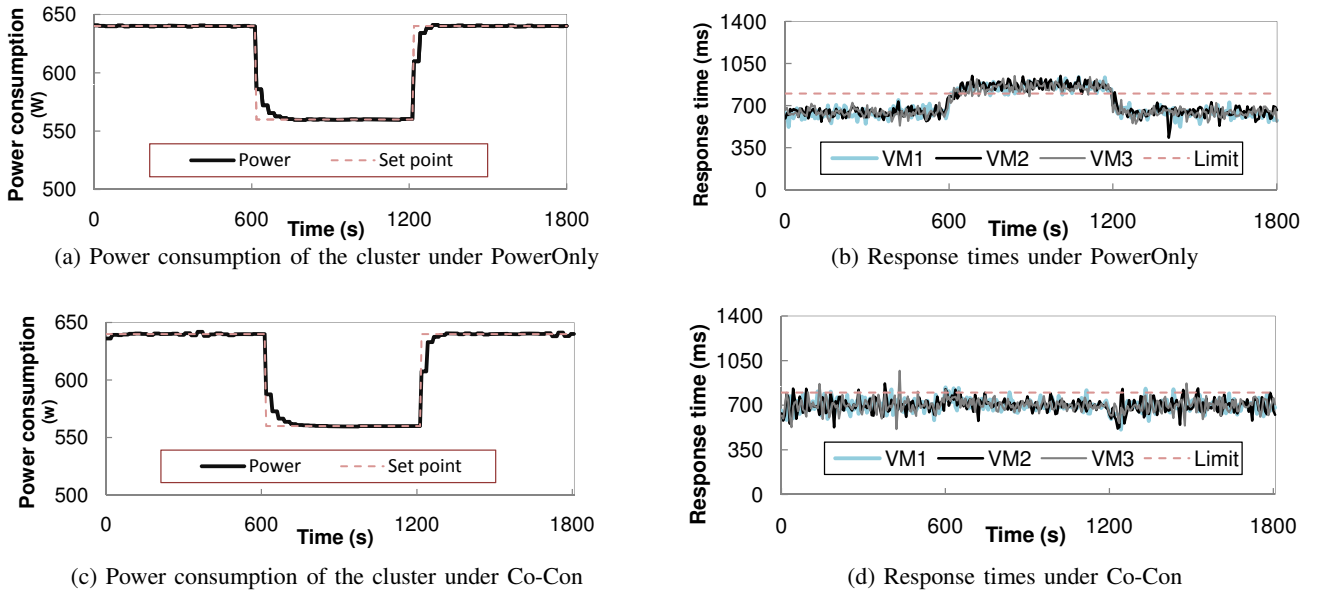 Power consumption
(W)
650
600
550
500
Power
Set point
0
600
1200
1800
Time (s)
(a) Power consumption of the cluster under PowerOnly
Response time (ms)
1400
1050
700
350
0
VM1
VM2
VM3
Limit
0
600
1200
1800
Time (s)
(b) Response times under PowerOnly
Power consumption
(W)
650
600
550
500
Power
Set point
0
600
1200
1800
Time (s)
(c) Power consumption of the cluster under Co-Con
Response time (ms)
1400
1050
700
350
0
VM1
VM2
VM3
Limit
0
600
1200
1800
Time (s)
(d) Response times under Co-Con